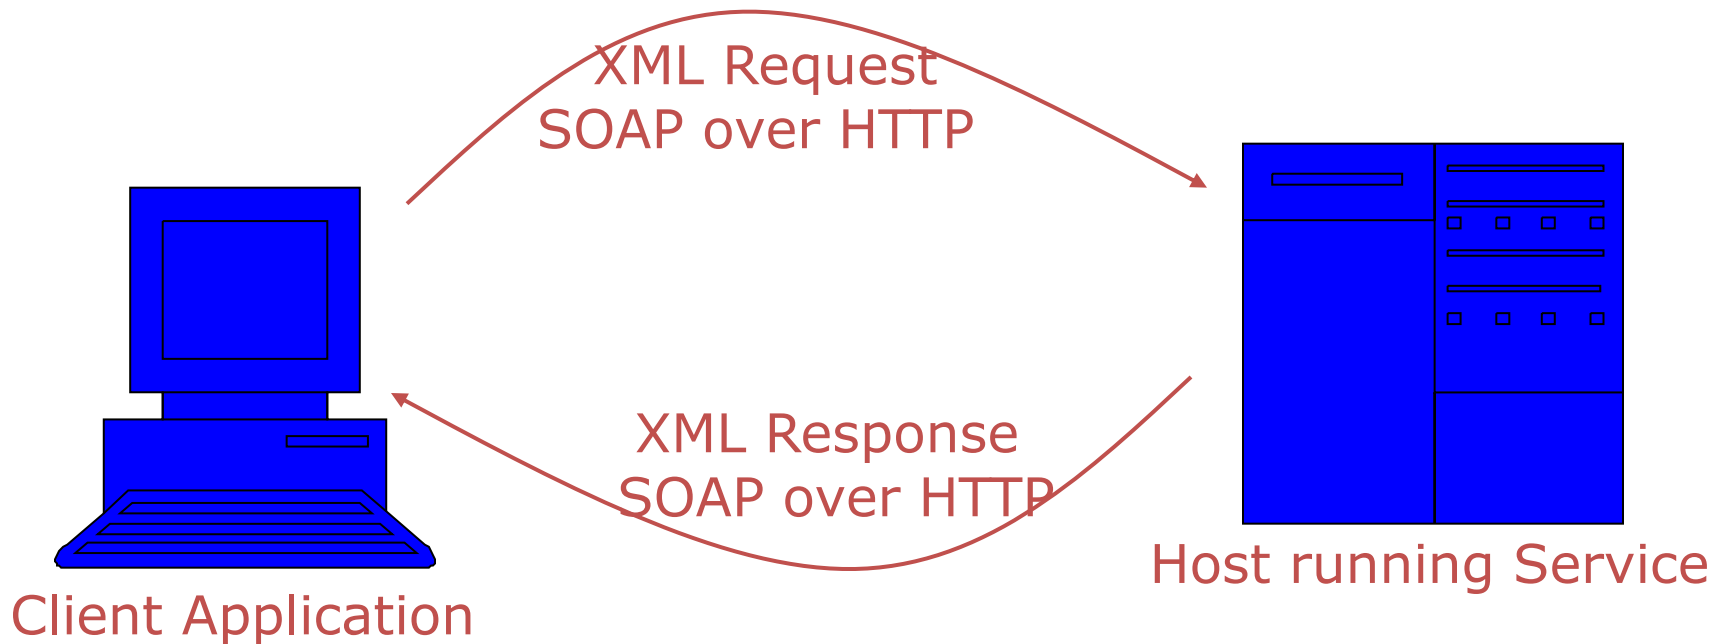 XML Request
SOAP over HTTP
XML Response
SOAP over HTTP
Host running Service
Client Application